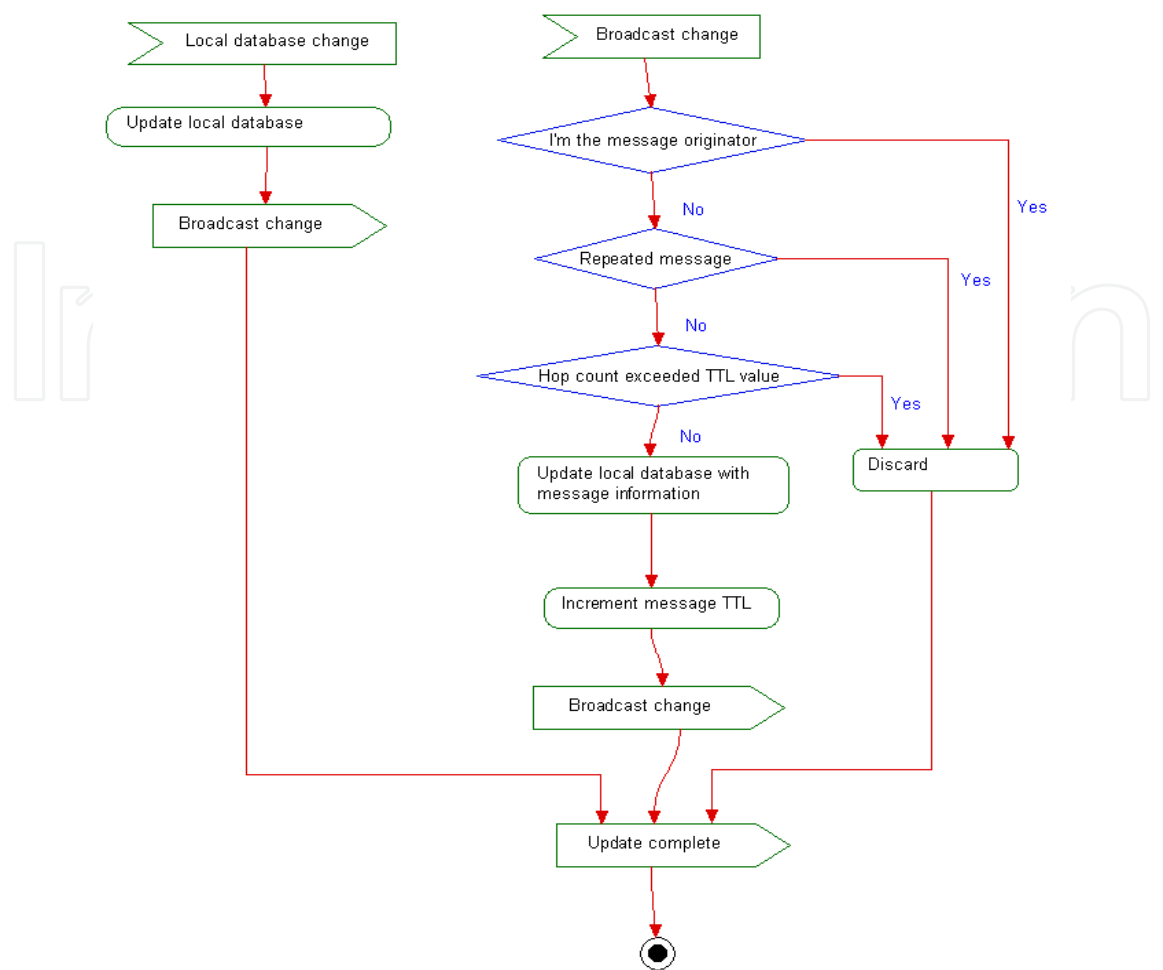 Local database change
Update local database
Broadcast change
Broadcast change
I'm the message originator
No
Yes
Repeated message
Yes
No
Hop count exceeded TTL value
Yes
No
Update local database with
message information
Discard
Increment message TTL
Broadcast change
Update complete